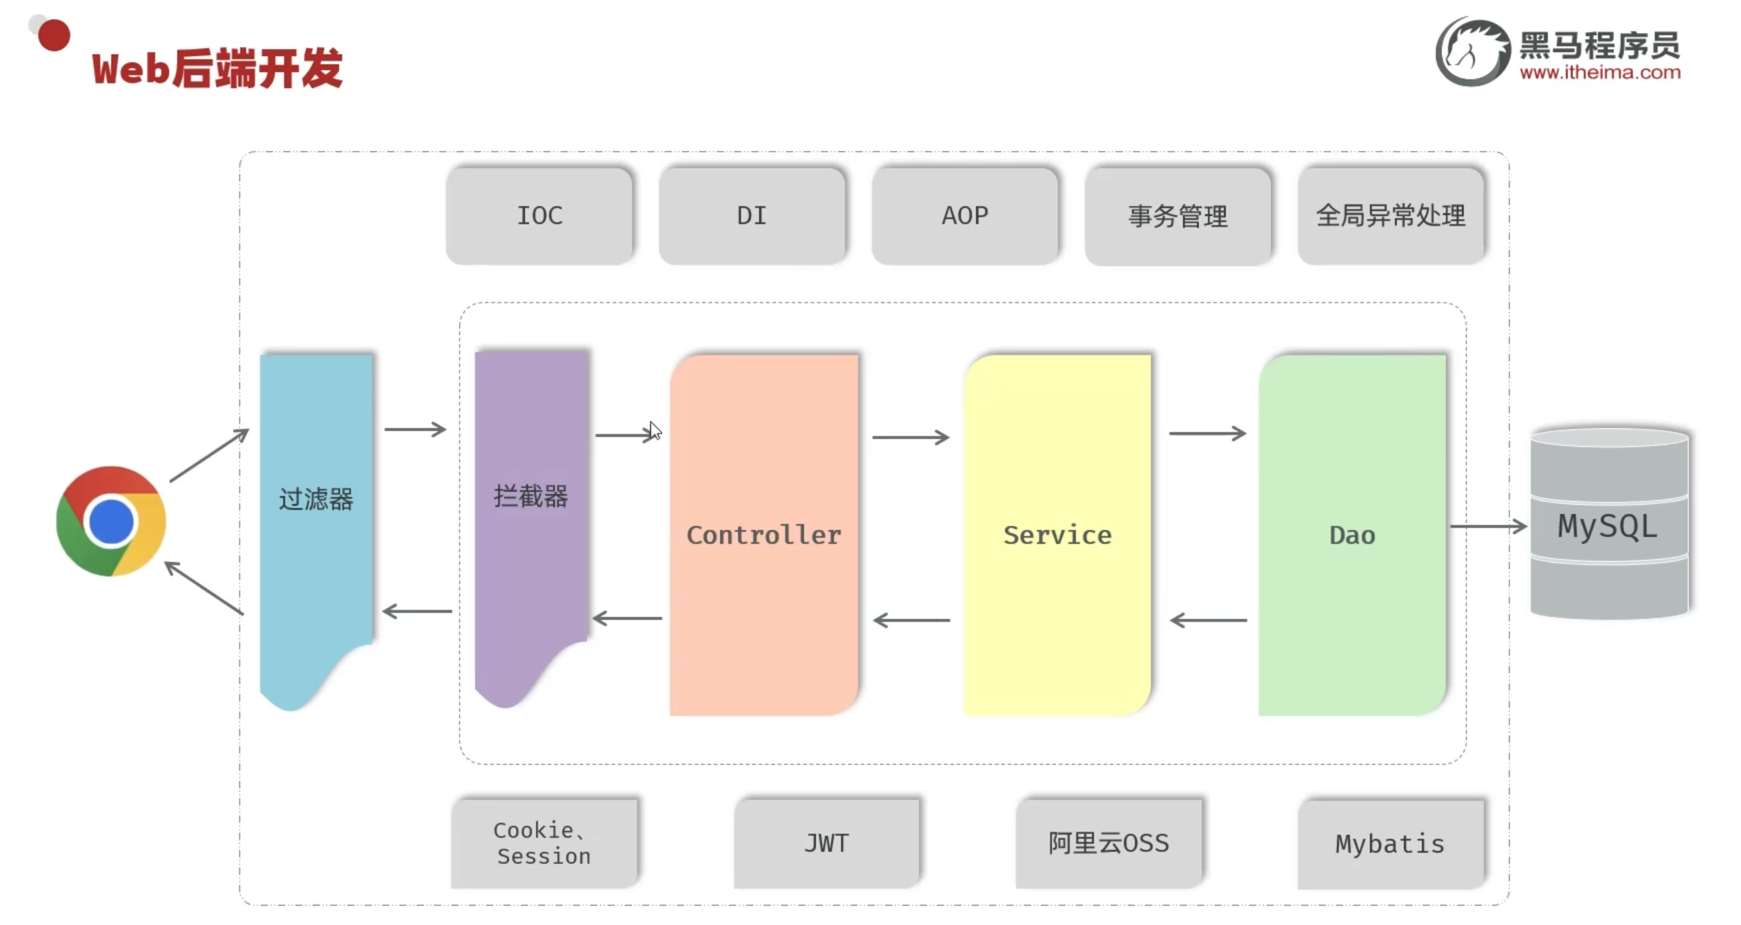 Web后端开发
黑马程序员
www.itheima.com
IOC
DI
AOP
事务管理
全局异常处理
过滤器
拦截器
Controller
Service
Dao
MySQL
Cookie、
Session
JWT
阿里云OSS
Mybatis